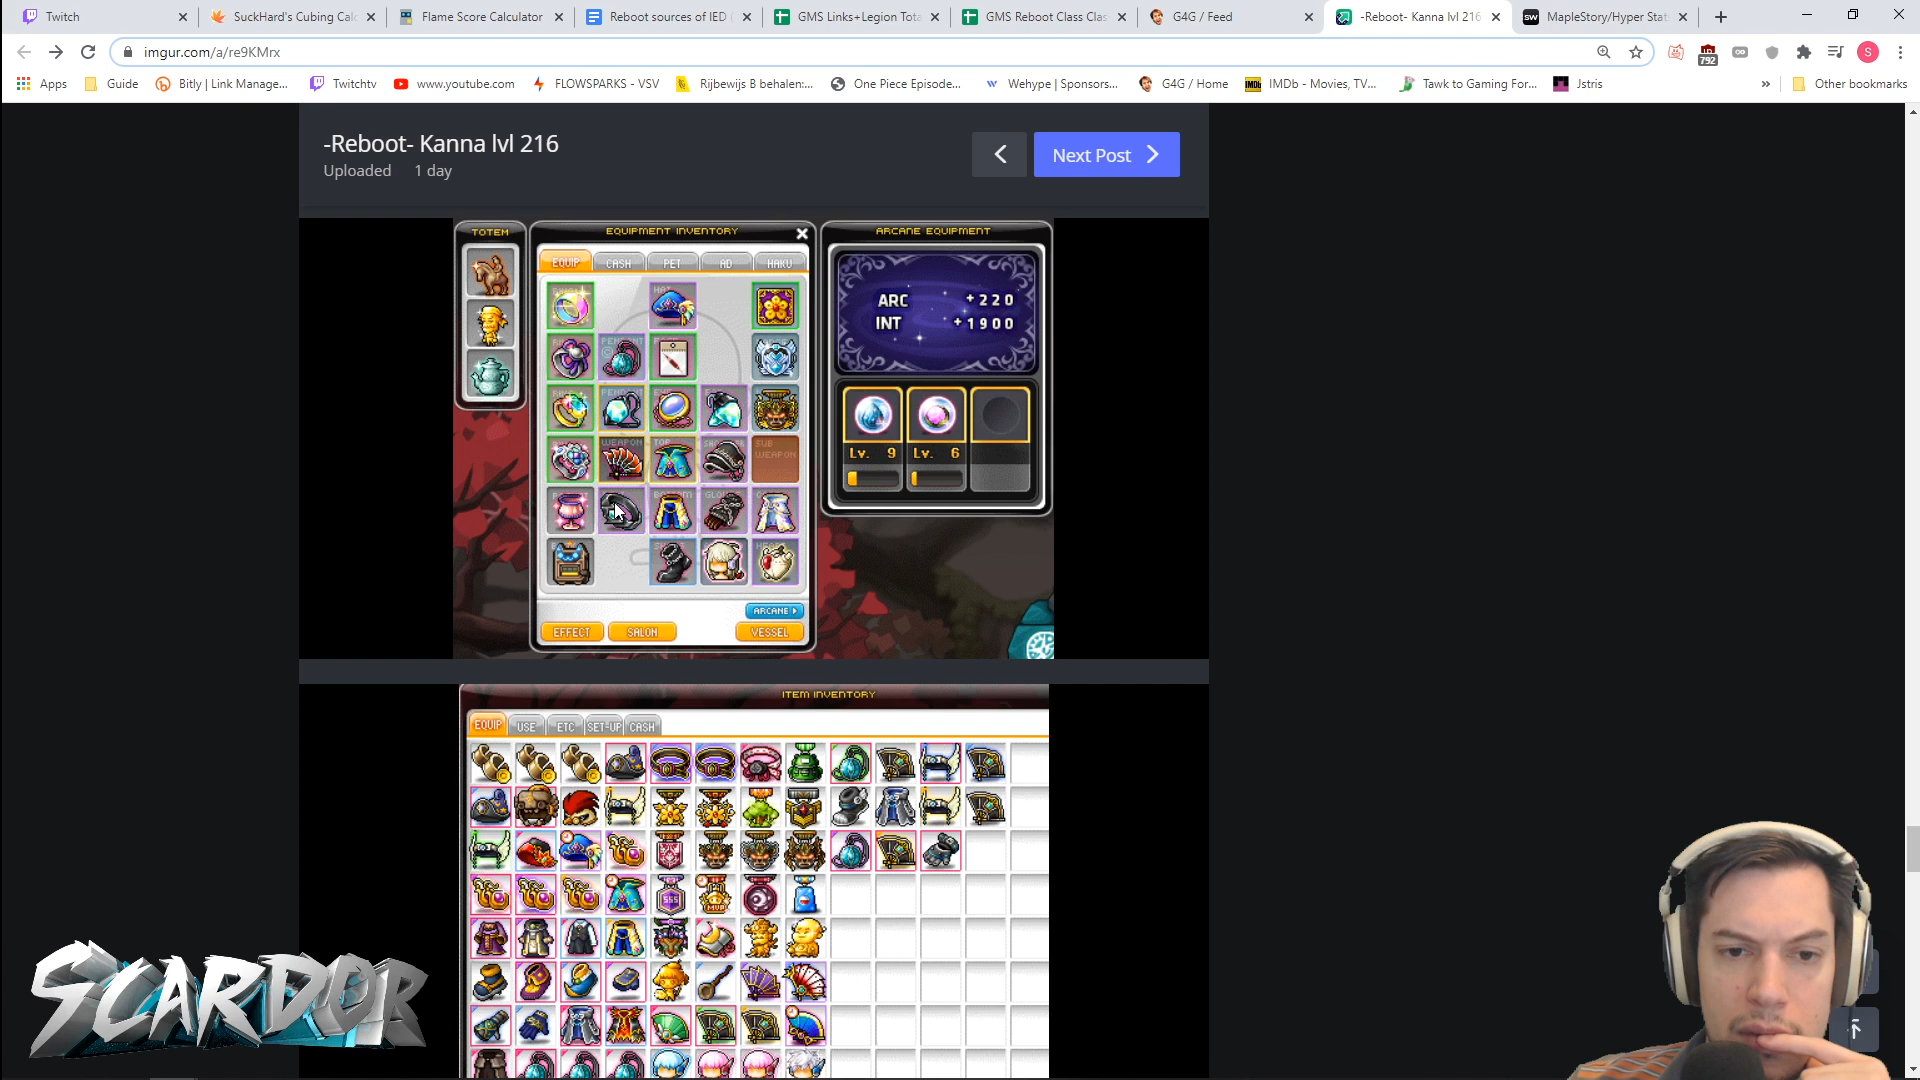 Twitch
SuckHard's Cubing Cal
Flame Score Calculator
Reboot sources of IED (
GMS Links+Legion Tota
GMS Reboot Class Clas
G4G / Feed
-Reboot- Kanna lvl 216
MapleStory/Hyper Stat
imgur.com/a/re9KMrx
792
S
Apps
Guide
Bitly | Link Manage...
Twitchtv
www.youtube.com
FLOWSPARKS - VSV
Rijbewijs B behalen:...
One Piece Episode...
Wehype | Sponsors...
G4G / Home
IMDb - Movies, TV...
Tawk to Gaming For...
Jstris
»
Other bookmarks
-Reboot- Kanna lvl 216
Uploaded 1 day
Next Post
TOTEM
EQUIPMENT INVENTORY
ARCANE EQUIPMENT
EQUIP CASH PET AD HAKU
ARC +220
INT +1900
Lv. 9 Lv. 6
WEAPON
SUB WEAPON
ARCANE
EFFECT SALON VESSEL
ITEM INVENTORY
EQUIP USE ETC SET-UP CASH
SCARDOR